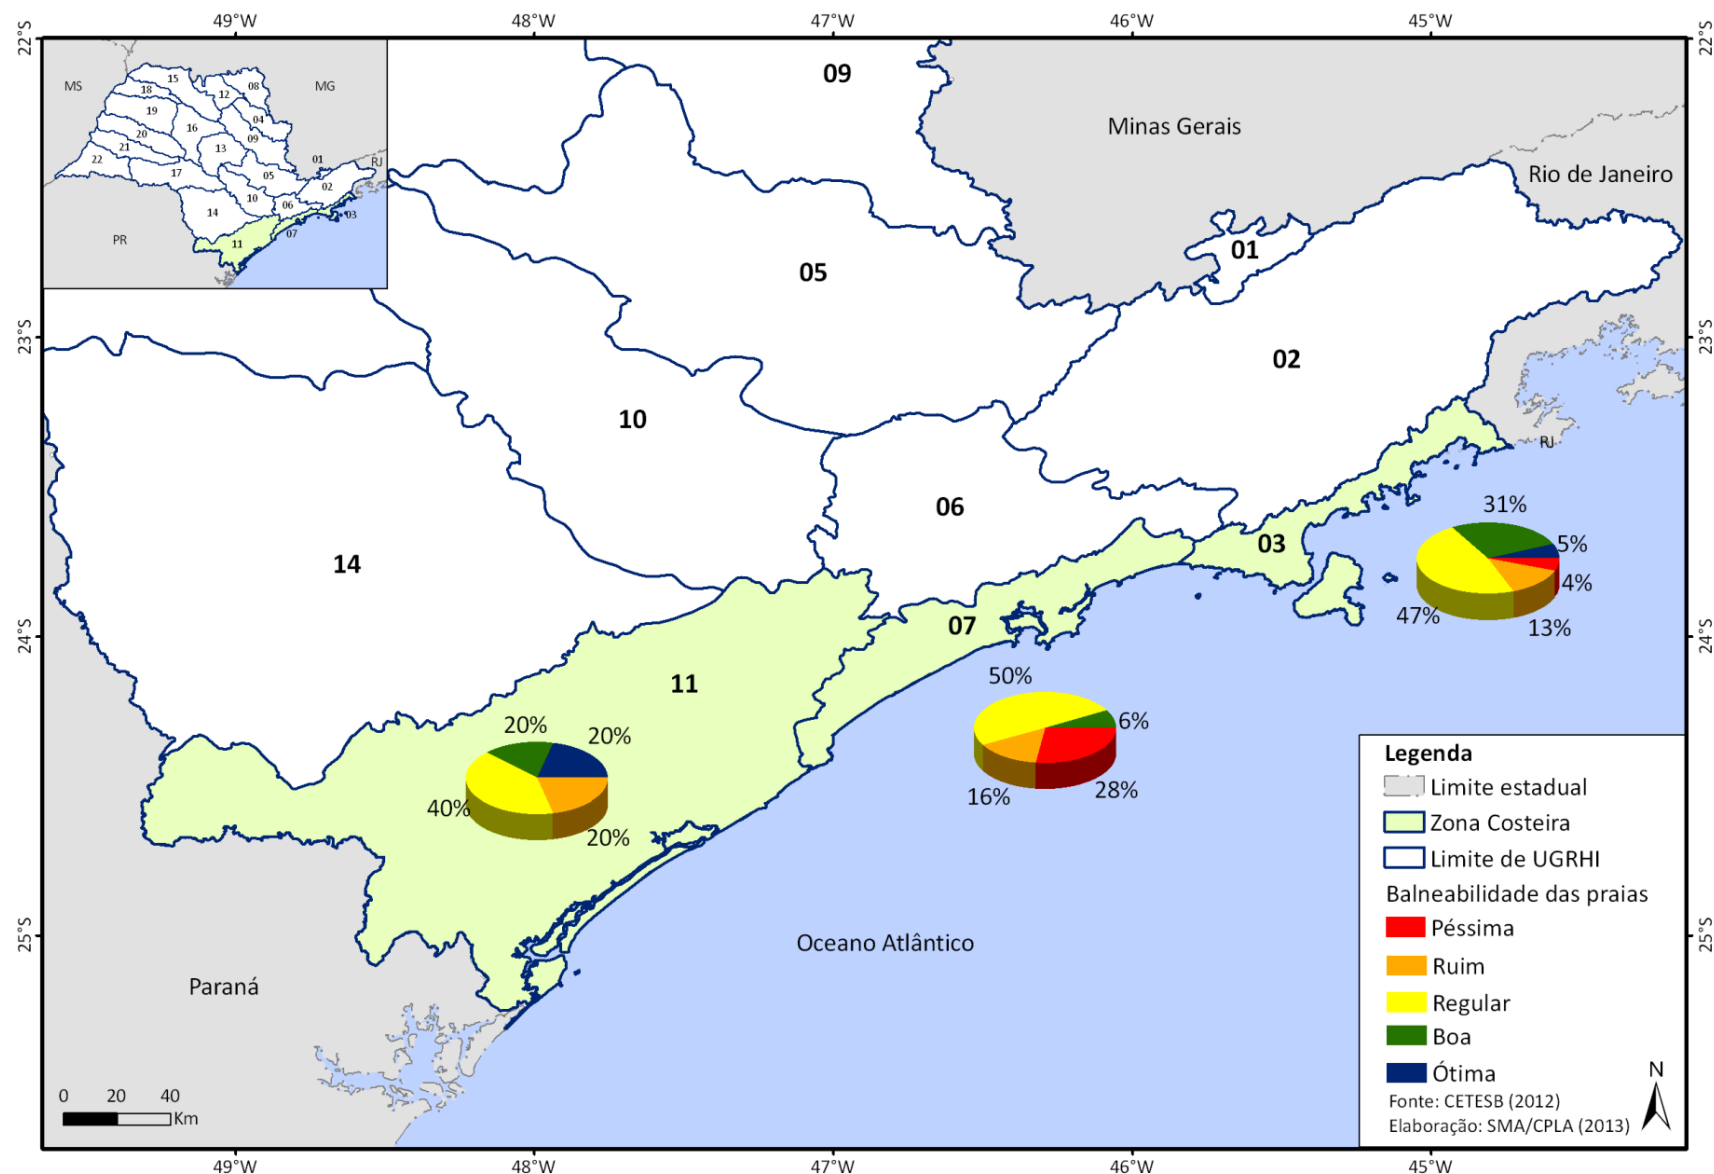 49°W
48°W
47°W
46°W
45°W
22°S
22°S
MS
MG
15
18
12
08
19
04
16
20
09
13
21
22
01
RJ
17
05
02
10
06
14
03
07
11
PR
09
Minas Gerais
Rio de Janeiro
01
05
23°S
23°S
02
10
RJ
06
14
03
31%
5%
4%
47%
13%
07
24°S
24°S
11
50%
6%
16%
28%
20%
20%
40%
20%
Legenda
Limite estadual
Zona Costeira
Limite de UGRHI
Balneabilidade das praias
Péssima
Ruim
Regular
Boa
Ótima
Fonte: CETESB (2012)
Elaboração: SMA/CPLA (2013)
N
25°S
25°S
Oceano Atlântico
Paraná
0 20 40
Km
49°W
48°W
47°W
46°W
45°W